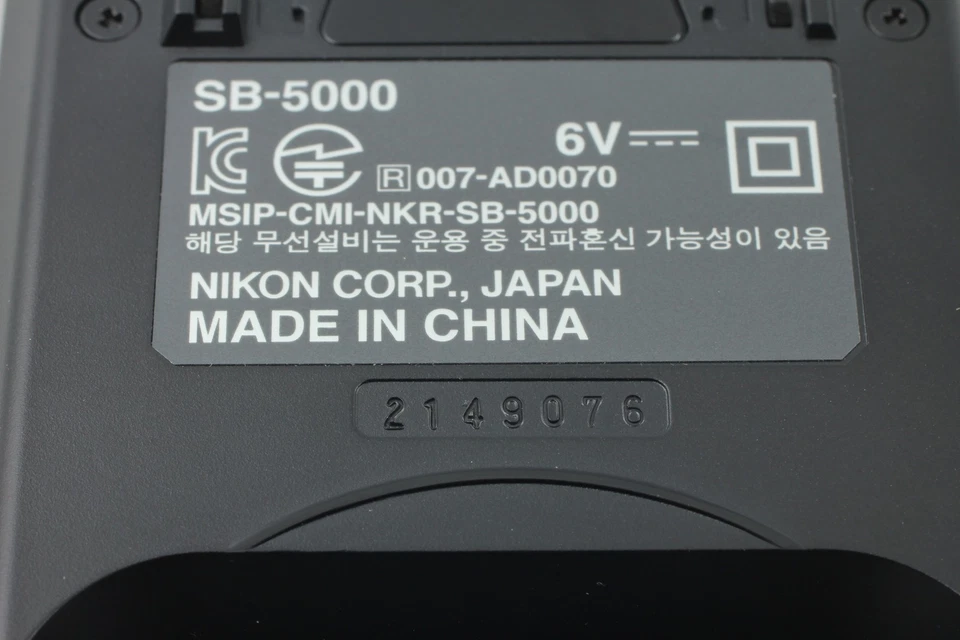 SB-5000
6V
R 007-AD0070
MSIP-CMI-NKR-SB-5000
해당 무선설비는 운용 중 전파혼신 가능성이 있음
NIKON CORP., JAPAN
MADE IN CHINA
2149076